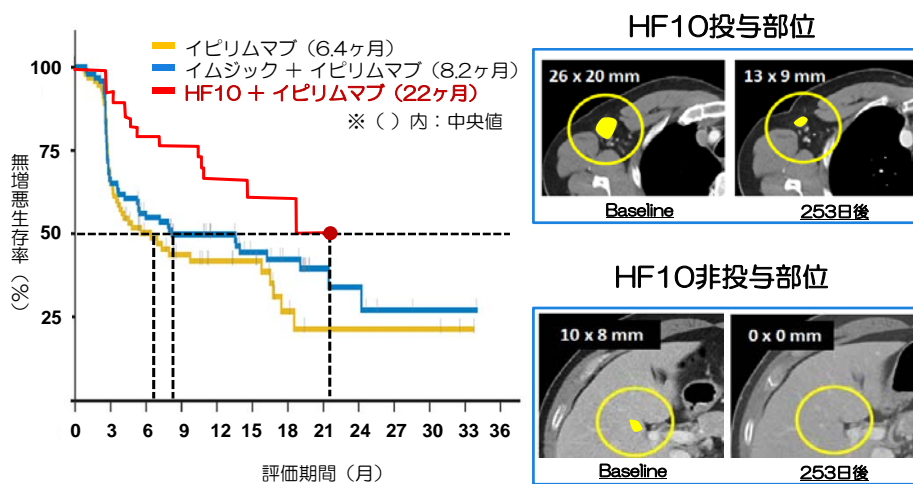 イピリムマブ（6.4ヶ月）
イムジック + イピリムマブ（8.2ヶ月）
HF10 + イピリムマブ（22ヶ月）
※（ ）内：中央値
無増悪生存率（%）
100
75
50
25
0 3 6 9 12 15 18 21 24 27 30 33 36
評価期間（月）
HF10投与部位
26 x 20 mm
13 x 9 mm
Baseline
253日後
HF10非投与部位
10 x 8 mm
0 x 0 mm
Baseline
253日後